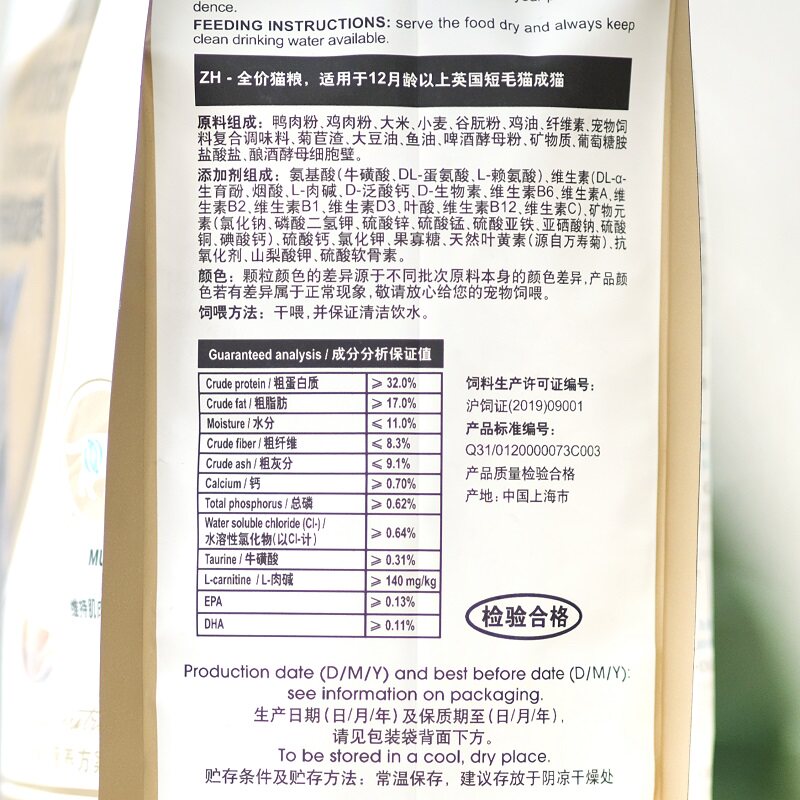 dence.
FEEDING INSTRUCTIONS: serve the food dry and always keep
clean drinking water available.
ZH - 全价猫粮，适用于12月龄以上英国短毛猫成猫
原料组成：鸭肉粉、鸡肉粉、大米、小麦、谷朊粉、鸡油、纤维素、宠物饲
料复合调味料、菊苣渣、大豆油、鱼油、啤酒酵母粉、矿物质、葡萄糖胺
盐酸盐、酿酒酵母细胞壁。
添加剂组成：氨基酸(牛磺酸、DL-蛋氨酸、L-赖氨酸)、维生素(DL-α-
生育酚、烟酸、L-肉碱、D-泛酸钙、D-生物素、维生素B6、维生素A、维
生素B2、维生素B1、维生素D3、叶酸、维生素B12、维生素C)、矿物元
素(氯化钠、磷酸二氢钾、硫酸锌、硫酸锰、硫酸亚铁、亚硒酸钠、硫酸
铜、碘酸钙)、硫酸钙、氯化钾、果寡糖、天然叶黄素(源自万寿菊)、抗
氧化剂、山梨酸钾、硫酸软骨素。
颜色：颗粒颜色的差异源于不同批次原料本身的颜色差异，产品颜
色若有差异属于正常现象，敬请放心给您的宠物饲喂。
饲喂方法：干喂，并保证清洁饮水。
Guaranteed analysis / 成分分析保证值
Crude protein / 粗蛋白质 ⩾ 32.0%
Crude fat / 粗脂肪 ⩾ 17.0%
Moisture / 水分 ⩽ 11.0%
Crude fiber / 粗纤维 ⩽ 8.3%
Crude ash / 粗灰分 ⩽ 9.1%
Calcium / 钙 ⩾ 0.70%
Total phosphorus / 总磷 ⩾ 0.62%
Water soluble chloride (Cl-) /
水溶性氯化物(以Cl-计) ⩾ 0.64%
Taurine / 牛磺酸 ⩾ 0.31%
L-carnitine / L-肉碱 ⩾ 140 mg/kg
EPA ⩾ 0.13%
DHA ⩾ 0.11%
饲料生产许可证编号：
沪饲证(2019)09001
产品标准编号：
Q31/0120000073C003
产品质量检验合格
产地：中国上海市
检验合格
Production date (D/M/Y) and best before date (D/M/Y):
see information on packaging.
生产日期(日/月/年)及保质期至(日/月/年)，
请见包装袋背面下方。
To be stored in a cool, dry place.
贮存条件及贮存方法：常温保存，建议存放于阴凉干燥处